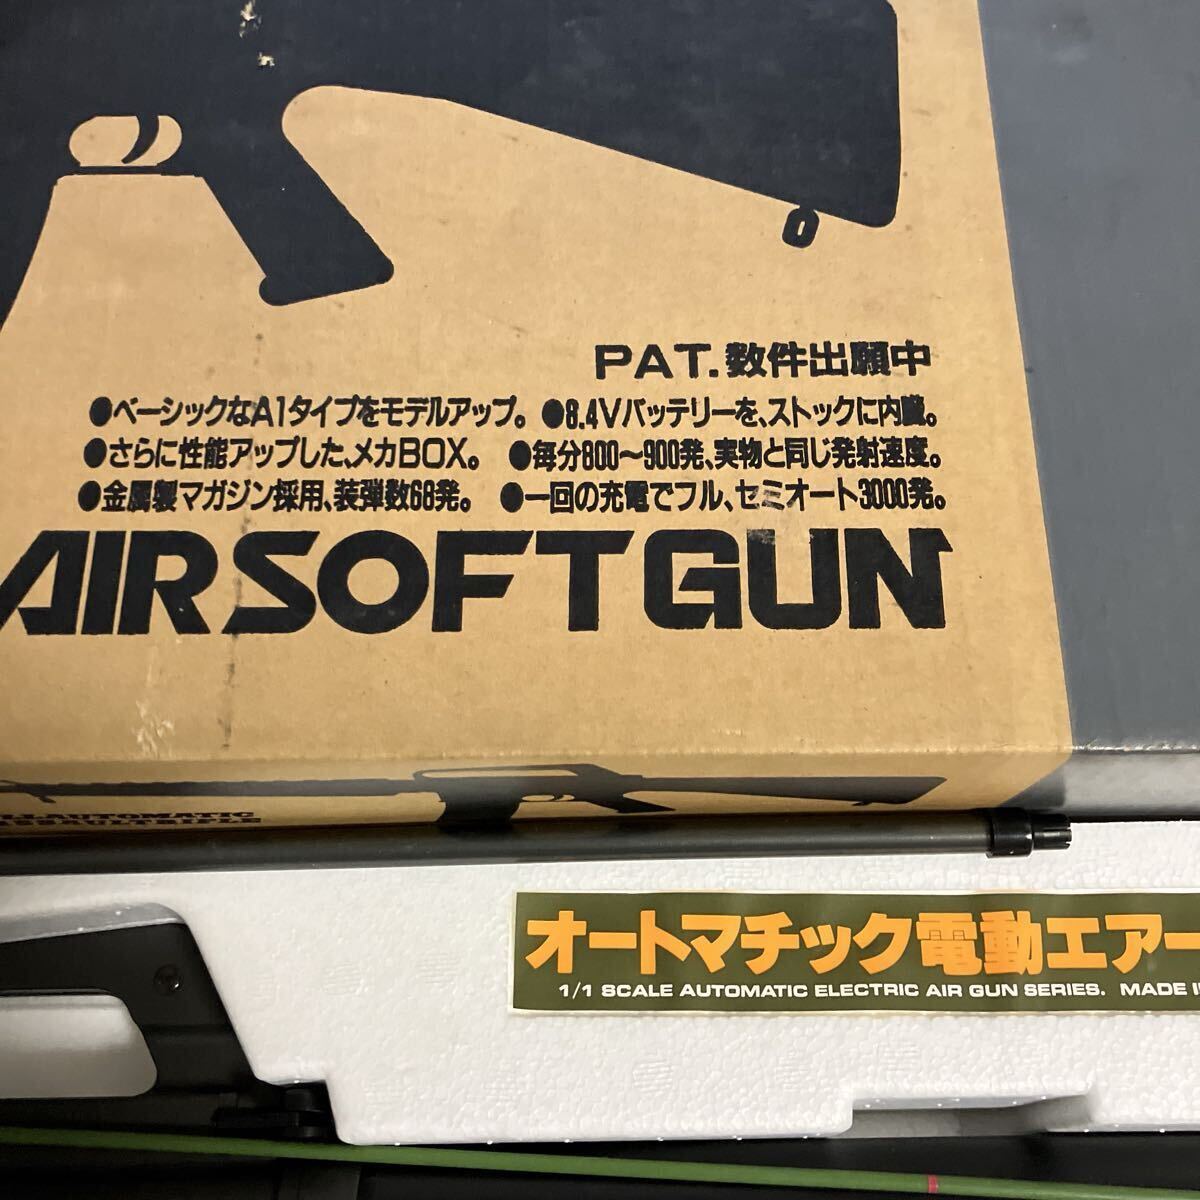 PAT.数件出願中
●ベーシックなA1タイプをモデルアップ。 ●8.4Vバッテリーを、ストックに内臓。
●さらに性能アップした、メカBOX。 ●毎分800〜900発、実物と同じ発射速度。
●金属製マガジン採用、装弾数68発。 ●一回の充電でフル、セミオート3000発。
AIRSOFTGUN
AUTOMATIC
オートマチック電動エアー
1/1 SCALE AUTOMATIC ELECTRIC AIR GUN SERIES. MADE